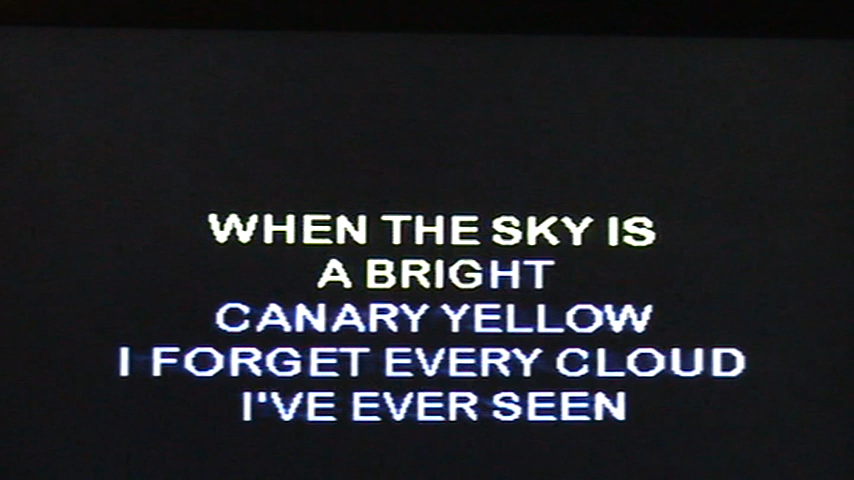 WHEN THE SKY IS
A BRIGHT
CANARY YELLOW
I FORGET EVERY CLOUD
I'VE EVER SEEN